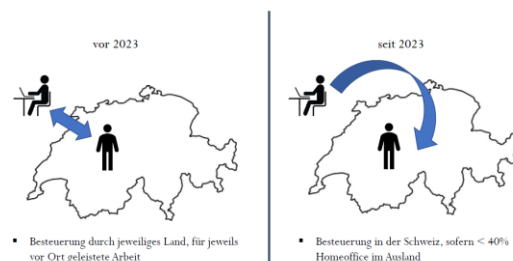 vor 2023
▪ Besteuerung durch jeweiliges Land, für jeweils
vor Ort geleistete Arbeit
seit 2023
▪ Besteuerung in der Schweiz, sofern < 40%
Homeoffice im Ausland